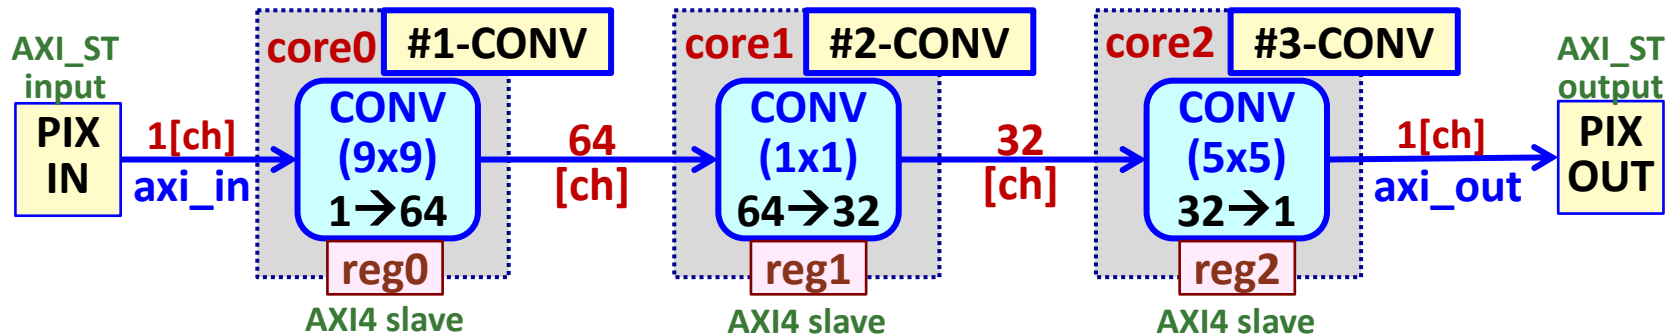 AXI_ST
input
PIX
IN
1[ch]
axi_in
core0
#1-CONV
CONV
(9x9)
1→64
reg0
AXI4 slave
64
[ch]
core1
#2-CONV
CONV
(1x1)
64→32
reg1
AXI4 slave
32
[ch]
core2
#3-CONV
CONV
(5x5)
32→1
reg2
AXI4 slave
1[ch]
axi_out
AXI_ST
output
PIX
OUT